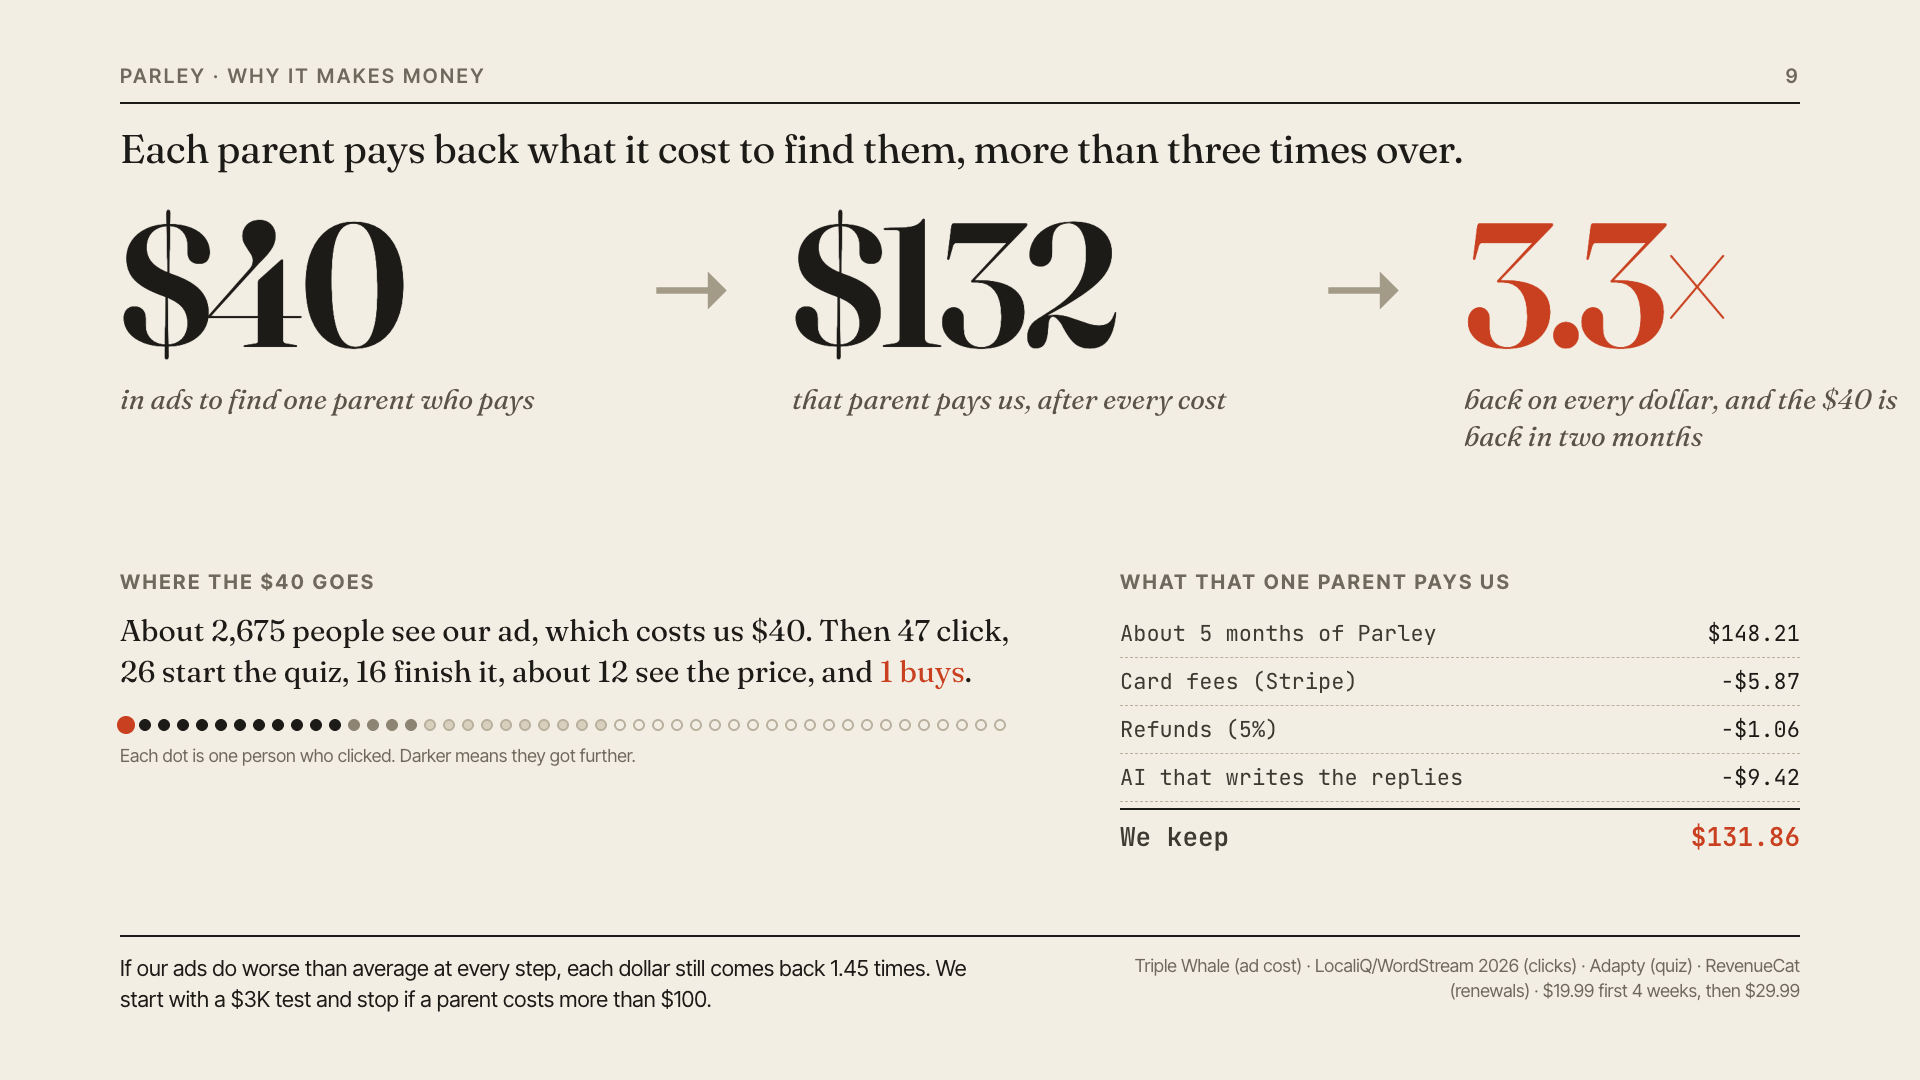 PARLEY · WHY IT MAKES MONEY
9
Each parent pays back what it cost to find them, more than three times over.
$40
$132
3.3×
in ads to find one parent who pays
that parent pays us, after every cost
back on every dollar, and the $40 is
back in two months
WHERE THE $40 GOES
About 2,675 people see our ad, which costs us $40. Then 47 click,
26 start the quiz, 16 finish it, about 12 see the price, and 1 buys.
Each dot is one person who clicked. Darker means they got further.
WHAT THAT ONE PARENT PAYS US
About 5 months of Parley $148.21
Card fees (Stripe) -$5.87
Refunds (5%) -$1.06
AI that writes the replies -$9.42
We keep $131.86
If our ads do worse than average at every step, each dollar still comes back 1.45 times. We
start with a $3K test and stop if a parent costs more than $100.
Triple Whale (ad cost) · LocaliQ/WordStream 2026 (clicks) · Adapty (quiz) · RevenueCat
(renewals) · $19.99 first 4 weeks, then $29.99